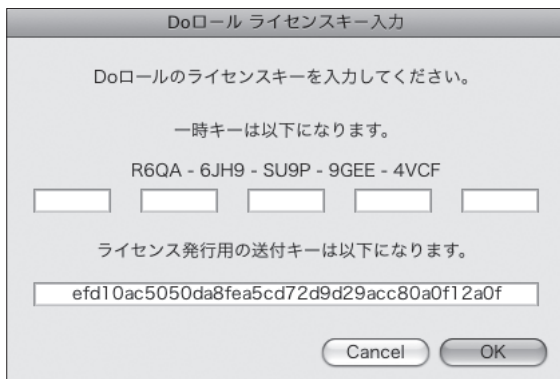 Doロール ライセンスキー入力
Doロールのライセンスキーを入力してください。
一時キーは以下になります。
R6QA - 6JH9 - SU9P - 9GEE - 4VCF
ライセンス発行用の送付キーは以下になります。
efd10ac5050da8fea5cd72d9d29acc80a0f12a0f
Cancel OK